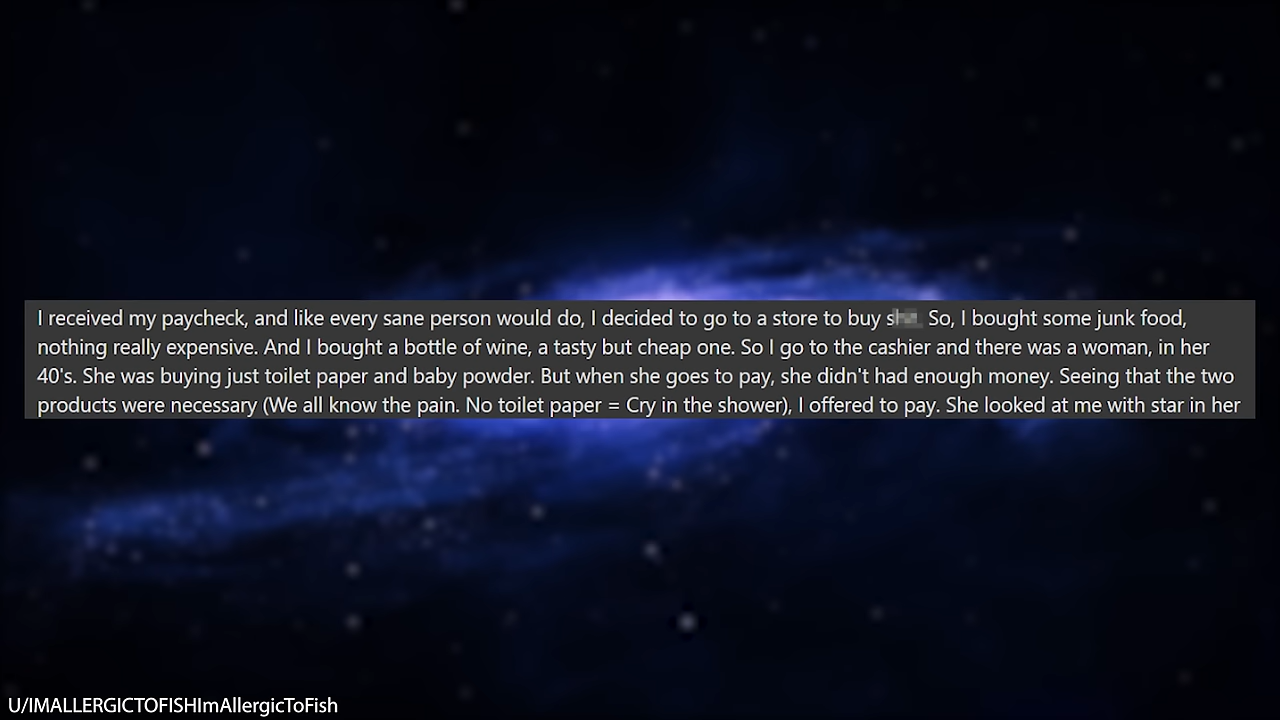 I received my paycheck, and like every sane person would do, I decided to go to a store to buy So, I bought some junk food,
nothing really expensive. And I bought a bottle of wine, a tasty but cheap one. So I go to the cashier and there was a woman, in her
40's. She was buying just toilet paper and baby powder. But when she goes to pay, she didn't had enough money. Seeing that the two
products were necessary (We all know the pain. No toilet paper = Cry in the shower), I offered to pay. She looked at me with star in her
U/IMALLERGICTOFISHImAllergicToFish